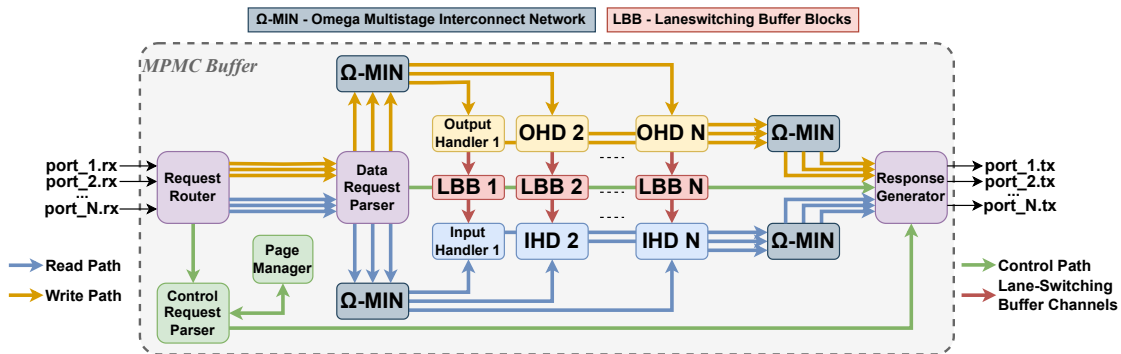 Ω-MIN - Omega Multistage Interconnect Network
LBB - Laneswitching Buffer Blocks
MPMC Buffer
Ω-MIN
Output
Handler 1
OHD 2
OHD N
Ω-MIN
port_1.rx
port_2.rx
...
port_N.rx
Request
Router
Data
Request
Parser
LBB 1
LBB 2
LBB N
Response
Generator
port_1.tx
port_2.tx
...
port_N.tx
Input
Handler 1
IHD 2
IHD N
Ω-MIN
Read Path
Write Path
Page
Manager
Control
Request
Parser
Ω-MIN
Control Path
Lane-Switching
Buffer Channels